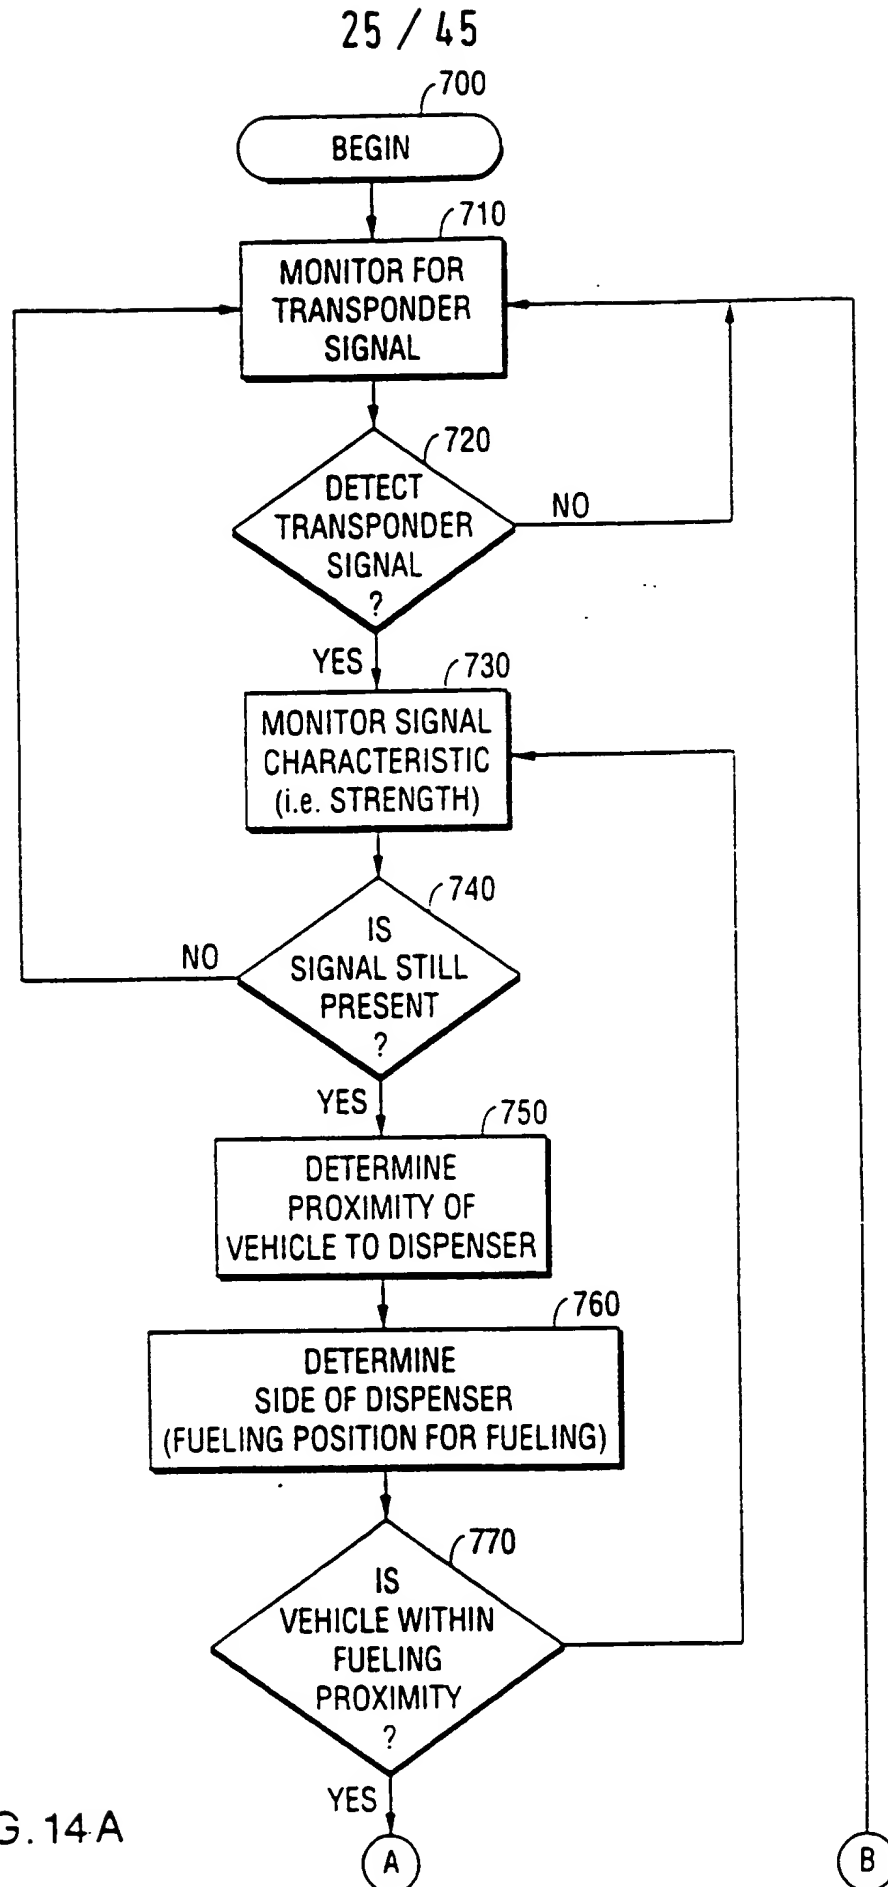 25 / 45
700
BEGIN
710
MONITOR FOR
TRANSPONDER
SIGNAL
720
DETECT
TRANSPONDER
SIGNAL
?
NO
YES
730
MONITOR SIGNAL
CHARACTERISTIC
(i.e. STRENGTH)
740
IS
SIGNAL STILL
PRESENT
?
NO
YES
750
DETERMINE
PROXIMITY OF
VEHICLE TO DISPENSER
760
DETERMINE
SIDE OF DISPENSER
(FUELING POSITION FOR FUELING)
770
IS
VEHICLE WITHIN
FUELING
PROXIMITY
?
YES
G. 14A
A
B